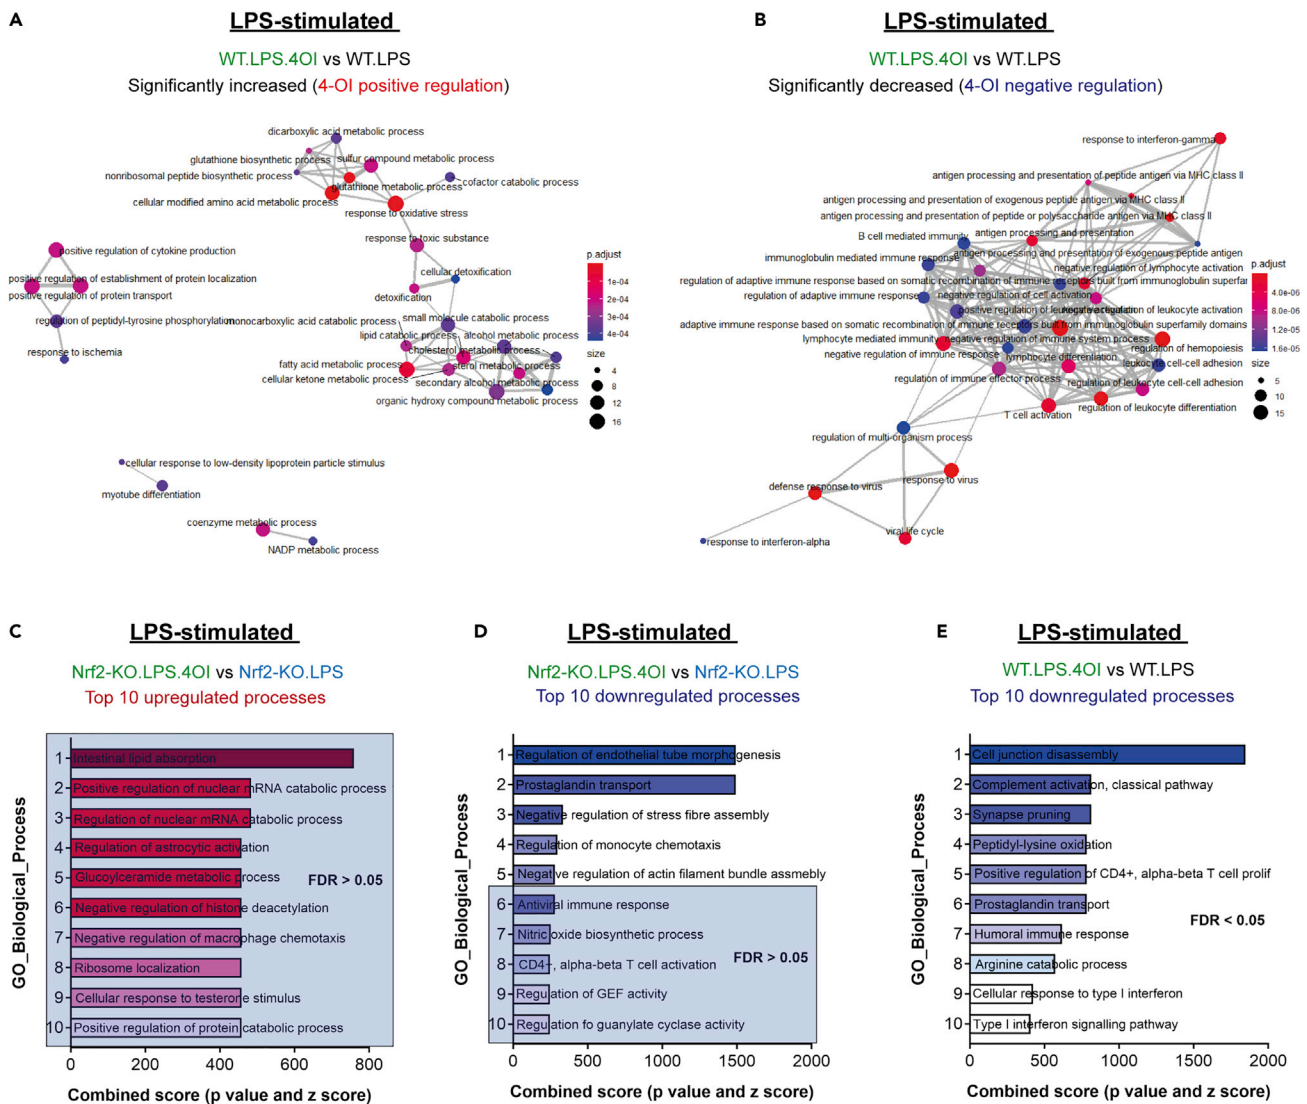 A
LPS-stimulated
WT.LPS.4OI vs WT.LPS
Significantly increased (4-OI positive regulation)
dicarboxylic acid metabolic process
glutathione biosynthetic process
sulfur compound metabolic process
nonribosomal peptide biosynthetic process
glutathione metabolic process
cofactor catabolic process
cellular modified amino acid metabolic process
response to oxidative stress
response to toxic substance
positive regulation of cytokine production
cellular detoxification
positive regulation of establishment of protein localization
positive regulation of protein transport
detoxification
regulation of peptidyl-tyrosine phosphorylation
small molecule catabolic process
monocarboxylic acid catabolic process
lipid catabolic process
alcohol metabolic process
response to ischemia
cholesterol metabolic process
fatty acid metabolic process
sterol metabolic process
cellular ketone metabolic process
secondary alcohol metabolic process
organic hydroxy compound metabolic process
cellular response to low-density lipoprotein particle stimulus
myotube differentiation
coenzyme metabolic process
NADP metabolic process
p.adjust
1e-04
2e-04
3e-04
4e-04
size
4
8
12
16
B
LPS-stimulated
WT.LPS.4OI vs WT.LPS
Significantly decreased (4-OI negative regulation)
response to interferon-gamma
antigen processing and presentation of peptide antigen via MHC class II
antigen processing and presentation of exogenous peptide antigen via MHC class II
antigen processing and presentation of peptide or polysaccharide antigen via MHC class II
B cell mediated immunity
antigen processing and presentation
antigen processing and presentation of exogenous peptide antigen
immunoglobulin mediated immune response
negative regulation of lymphocyte activation
regulation of adaptive immune response based on somatic recombination of immune receptors built from immunoglobulin superfar
regulation of adaptive immune response
negative regulation of cell activation
positive regulation of leukocyte activation
negative regulation of leukocyte activation
adaptive immune response based on somatic recombination of immune receptors built from immunoglobulin superfamily domains
lymphocyte mediated immunity
negative regulation of immune system process
regulation of hemopoiesis
negative regulation of immune response
lymphocyte differentiation
leukocyte cell-cell adhesion
regulation of immune effector process
regulation of leukocyte cell-cell adhesion
T cell activation
regulation of leukocyte differentiation
regulation of multi-organism process
response to virus
defense response to virus
viral life cycle
response to interferon-alpha
p.adjust
4.0e-06
8.0e-06
1.2e-05
1.6e-05
size
5
10
15
C
LPS-stimulated
Nrf2-KO.LPS.4OI vs Nrf2-KO.LPS
Top 10 upregulated processes
GO_Biological_Process
1 Intestinal lipid absorption
2 Positive regulation of nuclear mRNA catabolic process
3 Regulation of nuclear mRNA catabolic process
4 Regulation of astrocytic activation
5 Glucoylceramide metabolic process
6 Negative regulation of histone deacetylation
7 Negative regulation of macrophage chemotaxis
8 Ribosome localization
9 Cellular response to testerone stimulus
10 Positive regulation of protein catabolic process
FDR > 0.05
0 200 400 600 800
Combined score (p value and z score)
D
LPS-stimulated
Nrf2-KO.LPS.4OI vs Nrf2-KO.LPS
Top 10 downregulated processes
GO_Biological_Process
1 Regulation of endothelial tube morphogenesis
2 Prostaglandin transport
3 Negative regulation of stress fibre assembly
4 Regulation of monocyte chemotaxis
5 Negative regulation of actin filament bundle assmebly
6 Antiviral immune response
7 Nitric oxide biosynthetic process
8 CD4+, alpha-beta T cell activation
9 Regulation of GEF activity
10 Regulation fo guanylate cyclase activity
FDR > 0.05
0 500 1000 1500 2000
Combined score (p value and z score)
E
LPS-stimulated
WT.LPS.4OI vs WT.LPS
Top 10 downregulated processes
GO_Biological_Process
1 Cell junction disassembly
2 Complement activation, classical pathway
3 Synapse pruning
4 Peptidyl-lysine oxidation
5 Positive regulation of CD4+, alpha-beta T cell prolif
6 Prostaglandin transport
7 Humoral immune response
8 Arginine catabolic process
9 Cellular response to type I interferon
10 Type I interferon signalling pathway
FDR < 0.05
0 500 1000 1500 2000
Combined score (p value and z score)